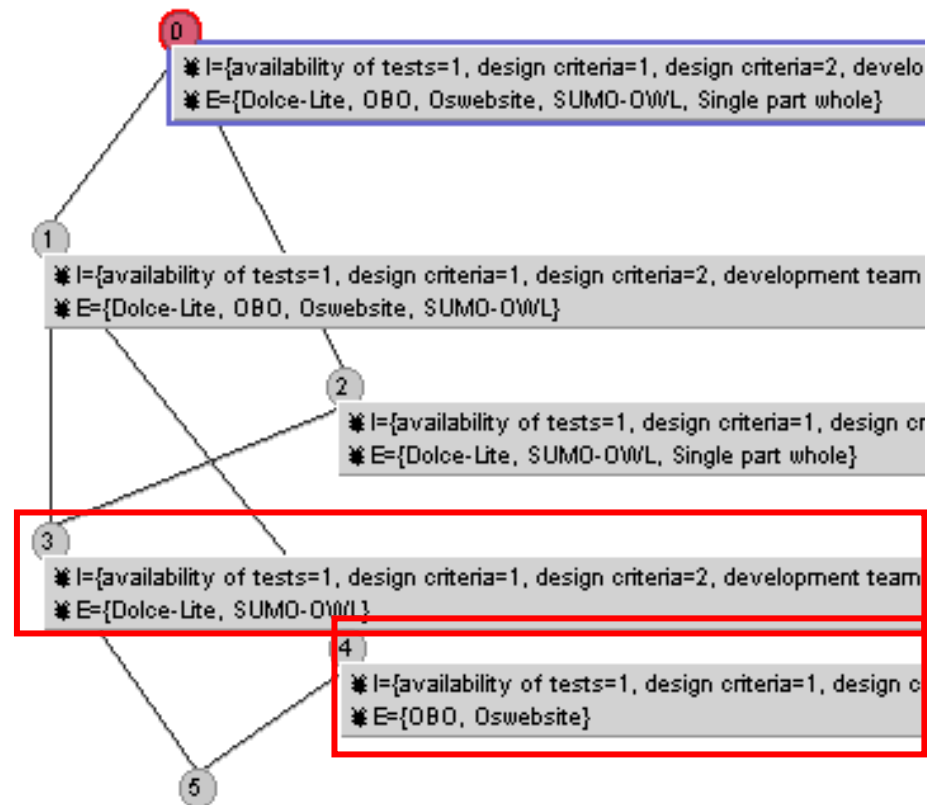 0
I={availability of tests=1, design criteria=1, design criteria=2, develo
E={Dolce-Lite, OBO, Oswebsite, SUMO-OWL, Single part whole}
1
I={availability of tests=1, design criteria=1, design criteria=2, development team
E={Dolce-Lite, OBO, Oswebsite, SUMO-OWL}
2
I={availability of tests=1, design criteria=1, design cr
E={Dolce-Lite, SUMO-OWL, Single part whole}
3
I={availability of tests=1, design criteria=1, design criteria=2, development team
E={Dolce-Lite, SUMO-OWL}
4
I={availability of tests=1, design criteria=1, design c
E={OBO, Oswebsite}
5